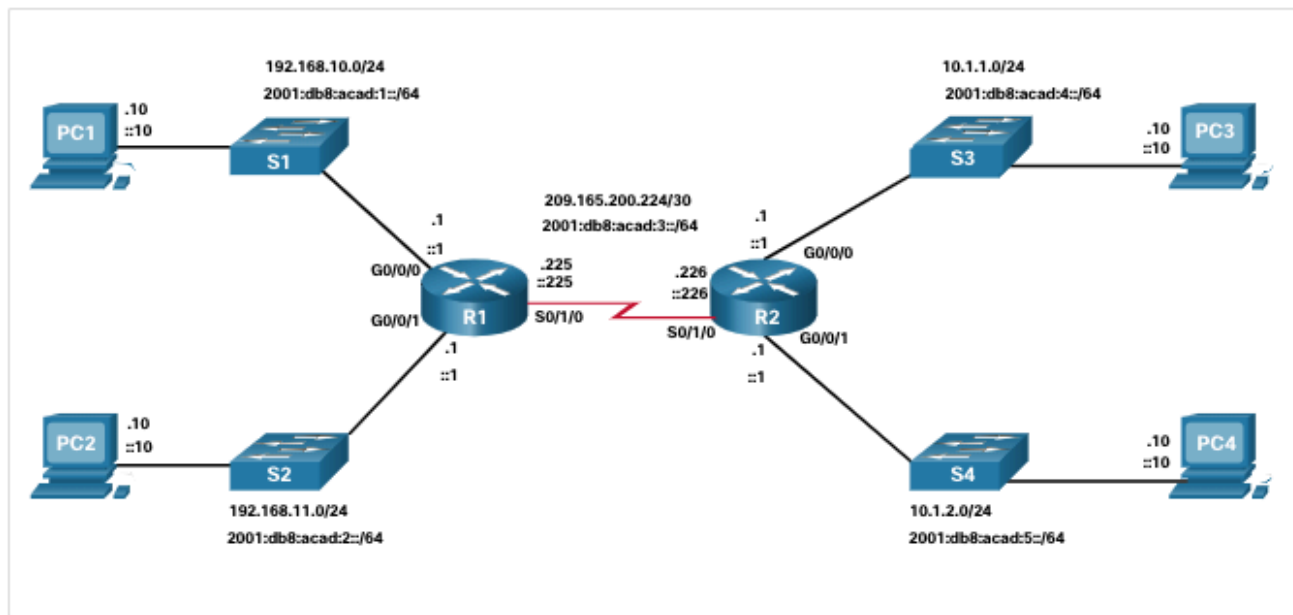 192.168.10.0/24
2001:db8:acad:1::/64
10.1.1.0/24
2001:db8:acad:4::/64
PC1
.10
::10
S1
S3
.10
::10
PC3
209.165.200.224/30
2001:db8:acad:3::/64
.1
::1
G0/0/0
.225
::225
G0/0/1
R1
S0/1/0
.1
::1
.1
::1
G0/0/0
.226
::226
R2
S0/1/0
G0/0/1
.1
::1
PC2
.10
::10
S2
192.168.11.0/24
2001:db8:acad:2::/64
S4
10.1.2.0/24
2001:db8:acad:5::/64
.10
::10
PC4